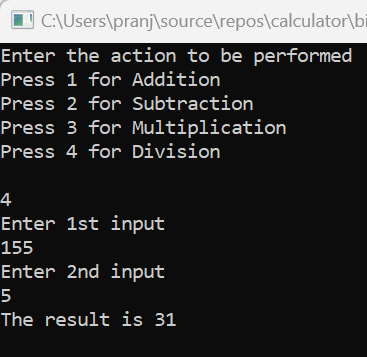 C:\Users\pranj\source\repos\calculator\bi
Enter the action to be performed
Press 1 for Addition
Press 2 for Subtraction
Press 3 for Multiplication
Press 4 for Division
4
Enter 1st input
155
Enter 2nd input
5
The result is 31